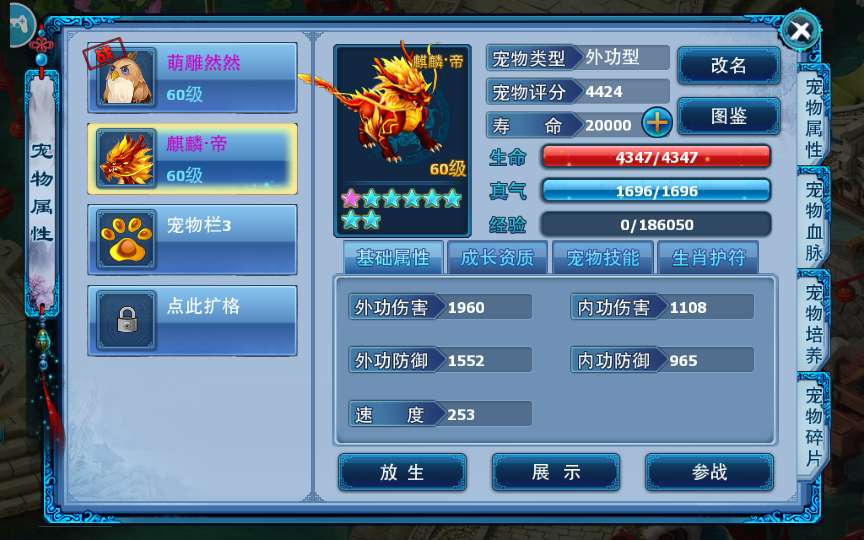 宠物属性
战
萌雕然然
60级
麒麟·帝
60级
宠物栏3
点此扩格
麒麟·帝
60级
宠物类型 外功型
宠物评分 4424
寿命 20000
改名
图鉴
生命 4347/4347
真气 1696/1696
经验 0/186050
基础属性 成长资质 宠物技能 生肖护符
外功伤害 1960 内功伤害 1108
外功防御 1552 内功防御 965
速度 253
放生 展示 参战
宠物属性
宠物血脉
宠物培养
宠物碎片